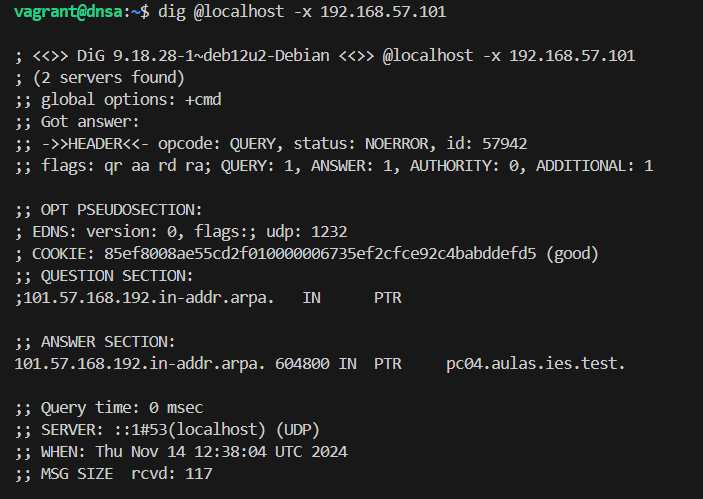 vagrant@dnsa:~$ dig @localhost -x 192.168.57.101
; <<>> DiG 9.18.28-1~deb12u2-Debian <<>> @localhost -x 192.168.57.101
; (2 servers found)
;; global options: +cmd
;; Got answer:
;; ->>HEADER<<- opcode: QUERY, status: NOERROR, id: 57942
;; flags: qr aa rd ra; QUERY: 1, ANSWER: 1, AUTHORITY: 0, ADDITIONAL: 1
;; OPT PSEUDOSECTION:
; EDNS: version: 0, flags:; udp: 1232
; COOKIE: 85ef8008ae55cd2f010000006735ef2cfce92c4babddefd5 (good)
;; QUESTION SECTION:
;101.57.168.192.in-addr.arpa.   IN      PTR
;; ANSWER SECTION:
101.57.168.192.in-addr.arpa. 604800 IN  PTR     pc04.aulas.ies.test.
;; Query time: 0 msec
;; SERVER: ::1#53(localhost) (UDP)
;; WHEN: Thu Nov 14 12:38:04 UTC 2024
;; MSG SIZE  rcvd: 117